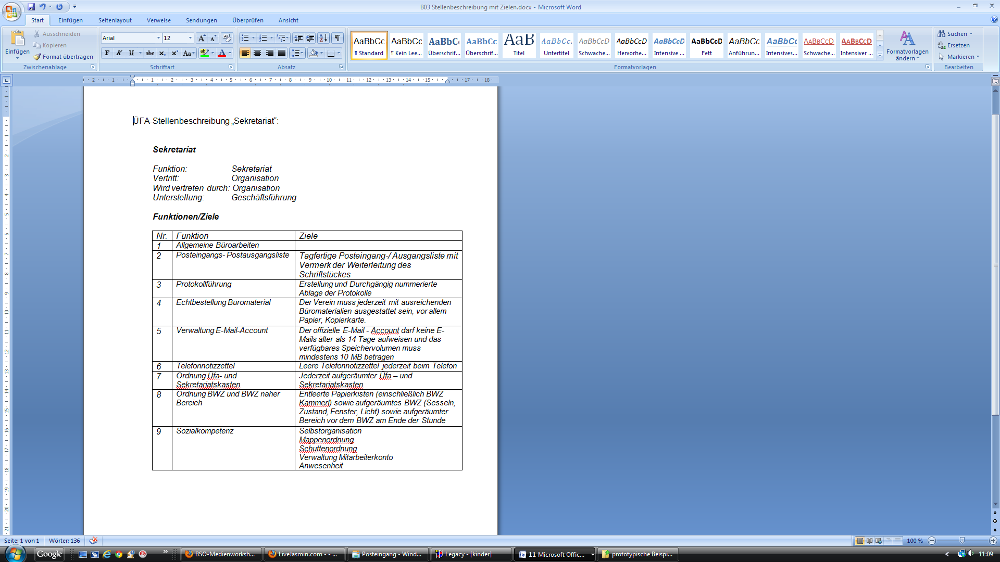 B03 Stellenbeschreibung mit Zielen.docx - Microsoft Word
Start Einfügen Seitenlayout Verweise Sendungen Überprüfen Ansicht
Einfügen
Ausschneiden
Kopieren
Format übertragen
Zwischenablage
Arial 12
Schriftart
Absatz
AaBbCc AaBbCc AaBbC AaBbCc AaB AaBbCc. AaBbCcD AaBbCcD AaBbCcD AaBbCcD AaBbCc AaBbCc AaBbCcD AaBbCcD
¶ Standard ¶ Kein Lee... Überschrif... Überschrif... Titel Untertitel Schwache... Hervorhe... Intensive ... Fett Anführun... Intensives... Schwache... Intensiver ...
Formatvorlagen
Formatvorlagen ändern
Suchen
Ersetzen
Markieren
Bearbeiten
ÜFA-Stellenbeschreibung „Sekretariat“:
Sekretariat
Funktion: Sekretariat
Vertritt: Organisation
Wird vertreten durch: Organisation
Unterstellung: Geschäftsführung
Funktionen/Ziele
Nr. Funktion Ziele
1 Allgemeine Büroarbeiten
2 Posteingangs- Postausgangsliste Tagfertige Posteingang-/ Ausgangsliste mit
Vermerk der Weiterleitung des
Schriftstückes
3 Protokollführung Erstellung und Durchgängig nummerierte
Ablage der Protokolle
4 Echtbestellung Büromaterial Der Verein muss jederzeit mit ausreichenden
Büromaterialien ausgestattet sein, vor allem
Papier, Kopierkarte.
5 Verwaltung E-Mail-Account Der offizielle E-Mail - Account darf keine E-
Mails älter als 14 Tage aufweisen und das
verfügbares Speichervolumen muss
mindestens 10 MB betragen
6 Telefonnotizzettel Leere Telefonnotizzettel jederzeit beim Telefon
7 Ordnung Üfa- und Jederzeit aufgeräumter Üfa – und
Sekretariatskasten Sekretariatskasten
8 Ordnung BWZ und BWZ naher Entleerte Papierkisten (einschließlich BWZ
Bereich Kammerl) sowie aufgeräumtes BWZ (Sesseln,
Zustand, Fenster, Licht) sowie aufgeräumter
Bereich vor dem BWZ am Ende der Stunde
9 Sozialkompetenz Selbstorganisation
Mappenordnung
Schuttenordnung
Verwaltung Mitarbeiterkonto
Anwesenheit
Seite: 1 von 1 Wörter: 136 100 %
Google BSO-Medienworksh... LiveJasmin.com - - ... Posteingang - Wind... Legacy - [kinder] 11 Microsoft Offic... prototypische Beispi... 11:09